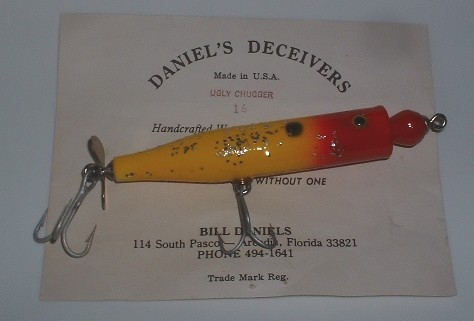 DANIEL'S DECEIVERS
Made in U.S.A.
UGLY CHUGGER
16
Handcrafted
WITHOUT ONE
BILL DANIELS
114 South Pasco — Arcadia, Florida 33821
PHONE 494-1641
Trade Mark Reg.